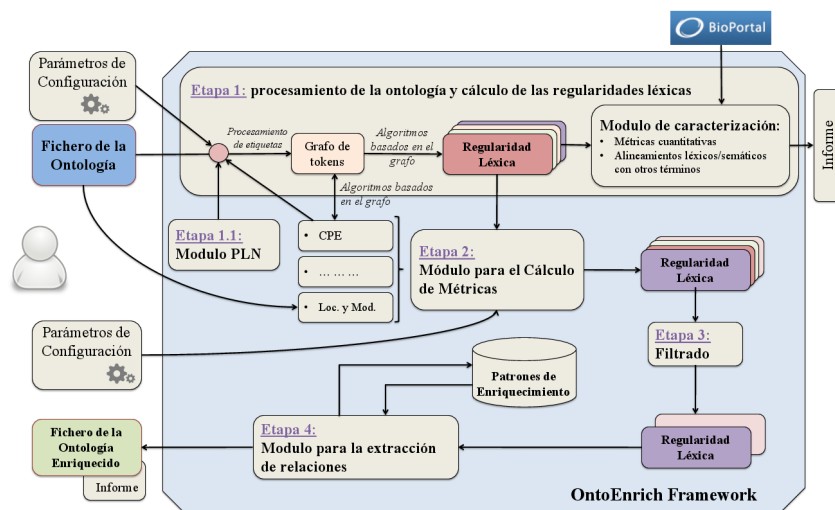 BioPortal
Parámetros de
Configuración
Etapa 1: procesamiento de la ontología y cálculo de las regularidades léxicas
Fichero de la
Ontología
Procesamiento
de etiquetas
Grafo de
tokens
Algoritmos
basados en el
grafo
Regularidad
Léxica
Modulo de caracterización:
• Métricas cuantitativas
• Alineamientos léxicos/semáticos
con otros términos
Informe
Algoritmos basados
en el grafo
Etapa 1.1:
Modulo PLN
• CPE
• … … …
• Loc. y Mod.
Etapa 2:
Módulo para el Cálculo
de Métricas
Regularidad
Léxica
Parámetros de
Configuración
Etapa 3:
Filtrado
Patrones de
Enriquecimiento
Fichero de la
Ontología
Enriquecido
Informe
Etapa 4:
Modulo para la extracción
de relaciones
Regularidad
Léxica
OntoEnrich Framework